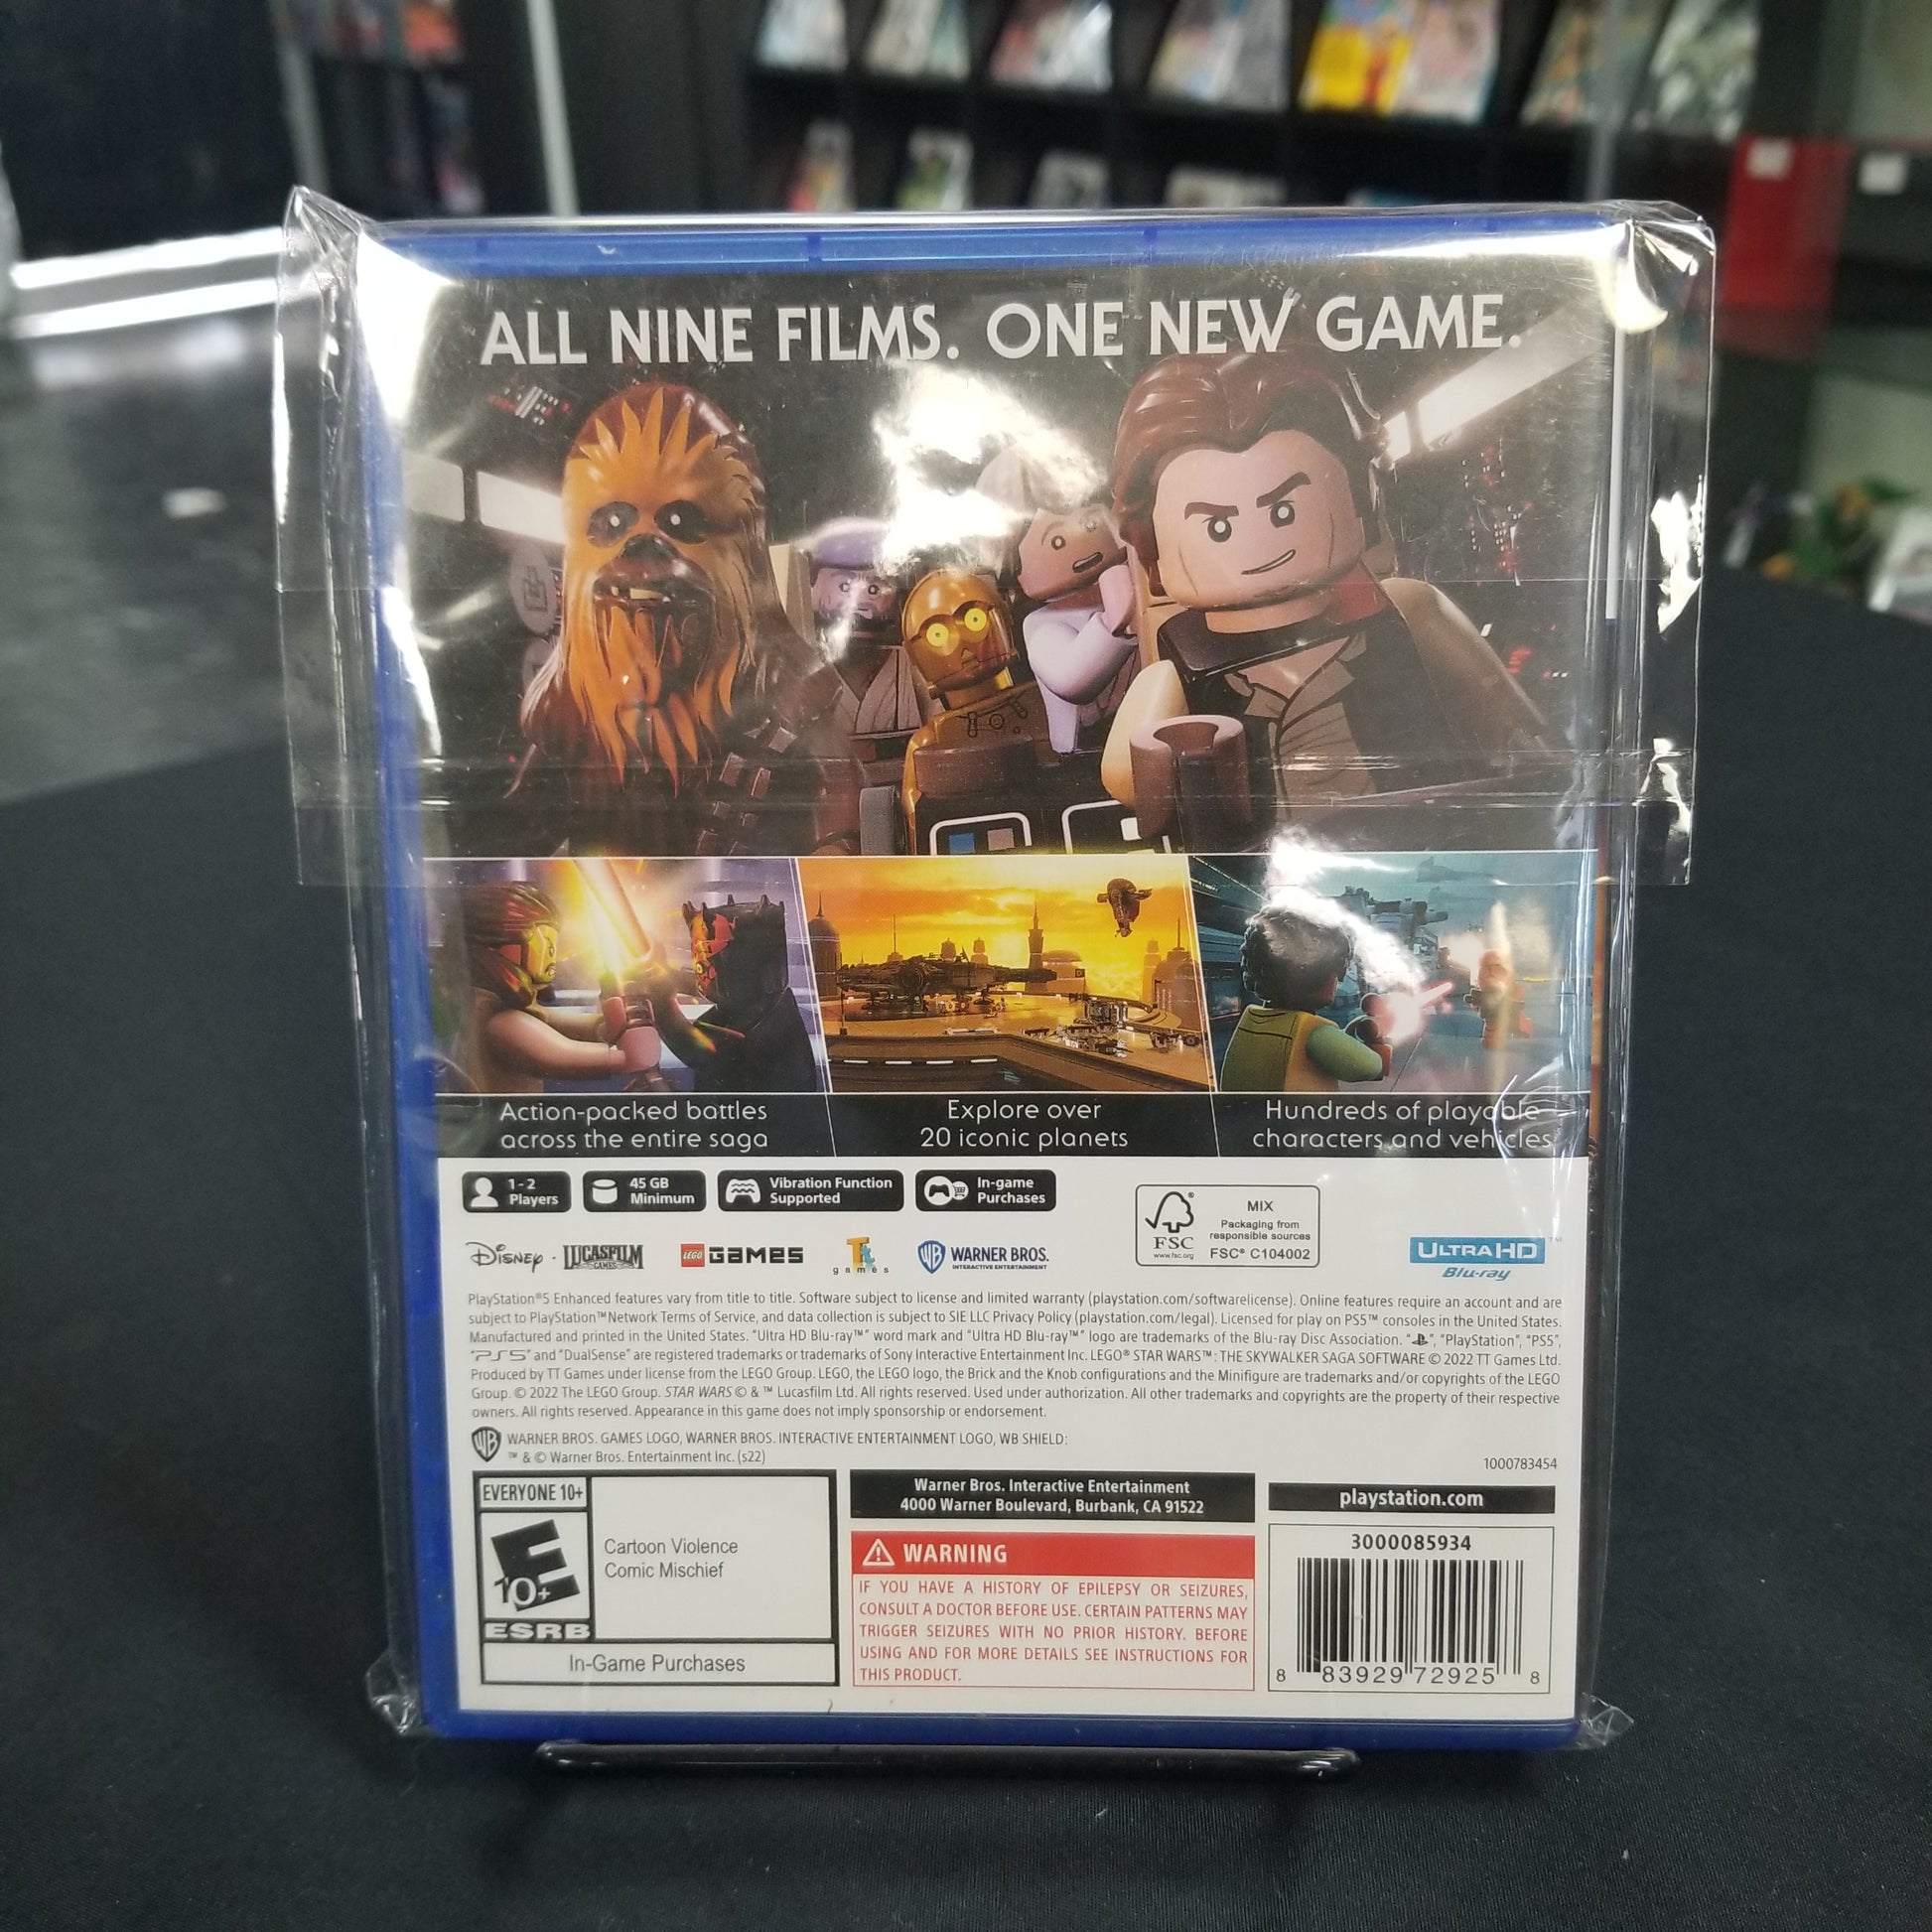 ALL NINE FILMS. ONE NEW GAME.
Action-packed battles
across the entire saga
Explore over
20 iconic planets
Hundreds of playable
characters and vehicles
1 - 2
Players
45 GB
Minimum
Vibration Function
Supported
In-game
Purchases
FSC
www.fsc.org
MIX
Packaging from
responsible sources
FSC® C104002
Disney · LUCASFILM
GAMES
LEGO GAMES
Tt
games
WB WARNER BROS.
INTERACTIVE ENTERTAINMENT
ULTRA HD™
Blu-ray
PlayStation®5 Enhanced features vary from title to title. Software subject to license and limited warranty (playstation.com/softwarelicense). Online features require an account and are
subject to PlayStation™Network Terms of Service, and data collection is subject to SIE LLC Privacy Policy (playstation.com/legal). Licensed for play on PS5™ consoles in the United States.
Manufactured and printed in the United States. "Ultra HD Blu-ray™" word mark and "Ultra HD Blu-ray™" logo are trademarks of the Blu-ray Disc Association. "PlayStation", "PS5",
"PS5" and "DualSense" are registered trademarks or trademarks of Sony Interactive Entertainment Inc. LEGO® STAR WARS™: THE SKYWALKER SAGA SOFTWARE © 2022 TT Games Ltd.
Produced by TT Games under license from the LEGO Group. LEGO, the LEGO logo, the Brick and the Knob configurations and the Minifigure are trademarks and/or copyrights of the LEGO
Group. © 2022 The LEGO Group. STAR WARS © & ™ Lucasfilm Ltd. All rights reserved. Used under authorization. All other trademarks and copyrights are the property of their respective
owners. All rights reserved. Appearance in this game does not imply sponsorship or endorsement.
WB WARNER BROS. GAMES LOGO, WARNER BROS. INTERACTIVE ENTERTAINMENT LOGO, WB SHIELD:
™ & © Warner Bros. Entertainment Inc. (s22)
1000783454
EVERYONE 10+
E
10+
ESRB
Cartoon Violence
Comic Mischief
In-Game Purchases
Warner Bros. Interactive Entertainment
4000 Warner Boulevard, Burbank, CA 91522
WARNING
IF YOU HAVE A HISTORY OF EPILEPSY OR SEIZURES,
CONSULT A DOCTOR BEFORE USE. CERTAIN PATTERNS MAY
TRIGGER SEIZURES WITH NO PRIOR HISTORY. BEFORE
USING AND FOR MORE DETAILS SEE INSTRUCTIONS FOR
THIS PRODUCT.
playstation.com
3000085934
8 83929 72925 8